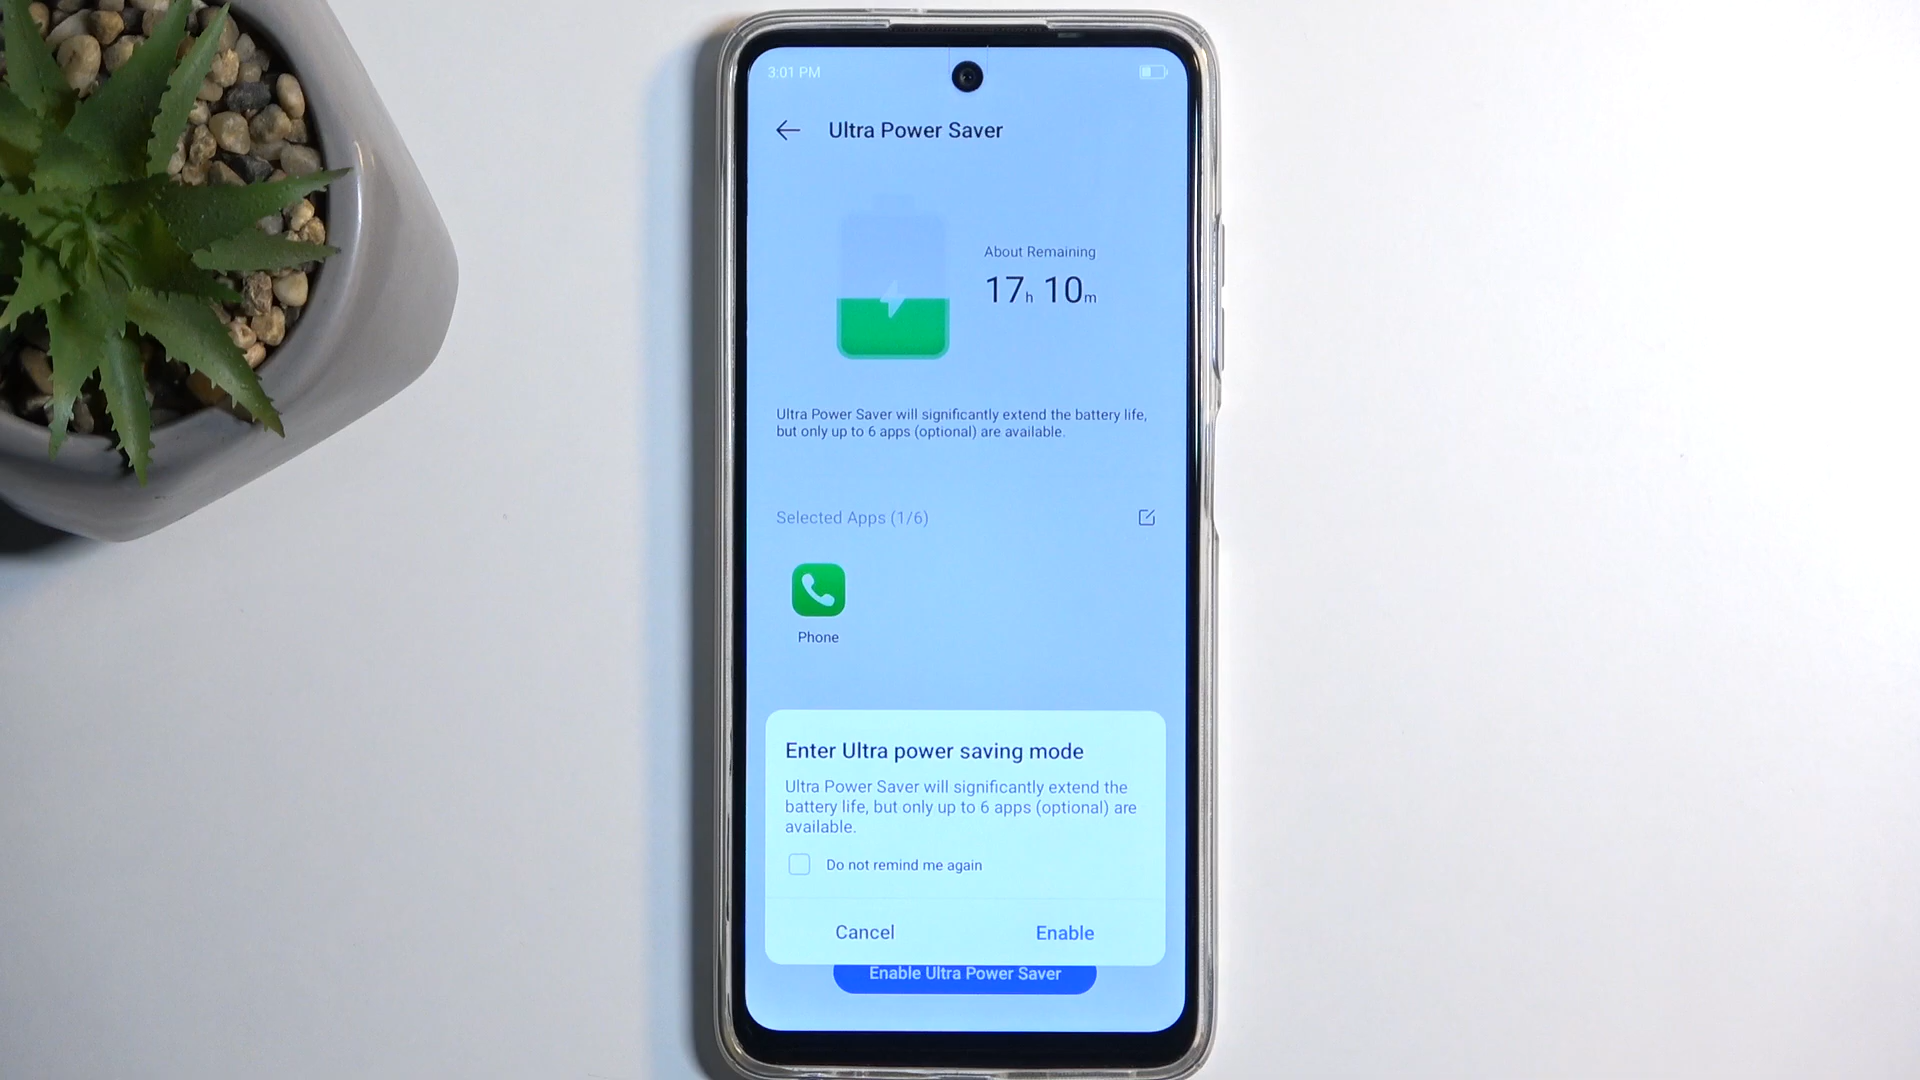 3:01 PM
Ultra Power Saver
About Remaining
17h 10m
Ultra Power Saver will significantly extend the battery life,
but only up to 6 apps (optional) are available.
Selected Apps (1/6)
Phone
Enter Ultra power saving mode
Ultra Power Saver will significantly extend the
battery life, but only up to 6 apps (optional) are
available.
Do not remind me again
Cancel
Enable
Enable Ultra Power Saver